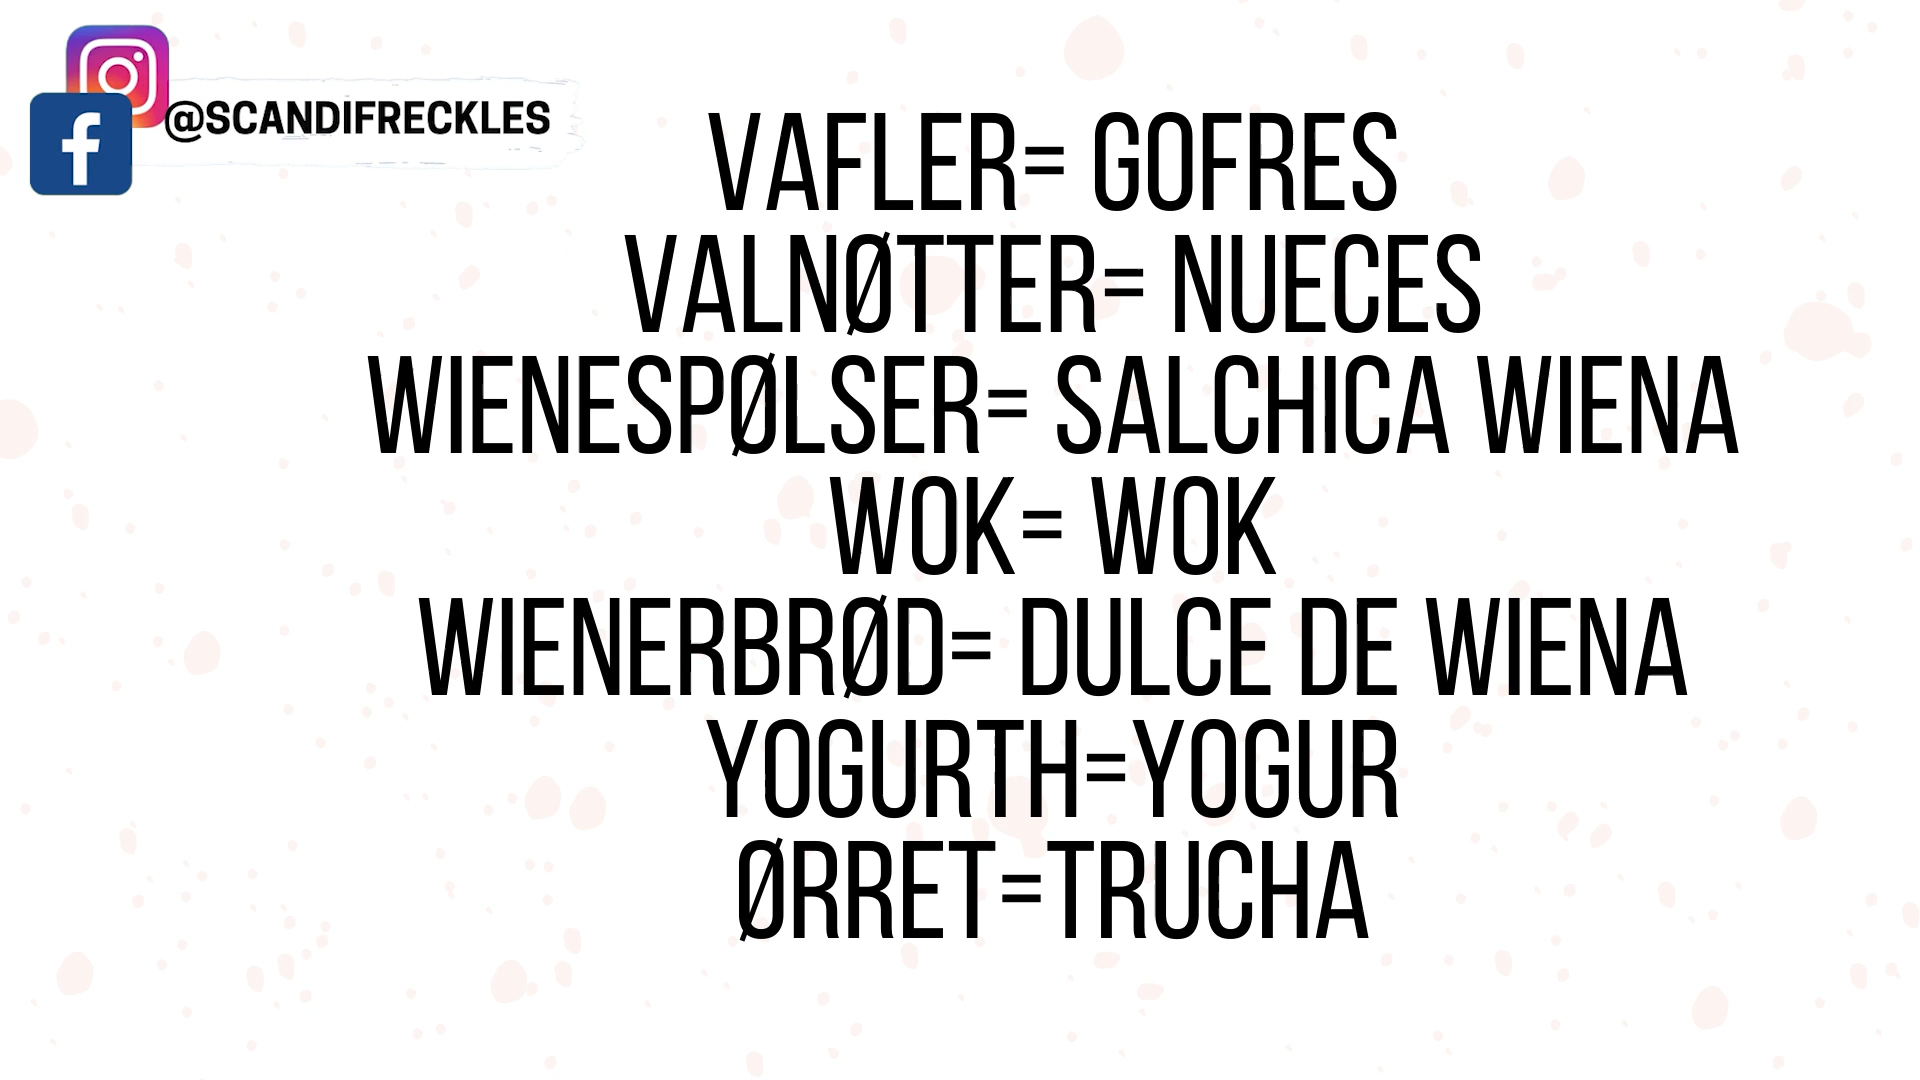 @SCANDIFRECKLES
VAFLER= GOFRES
VALNØTTER= NUECES
WIENESPØLSER= SALCHICA WIENA
WOK= WOK
WIENERBRØD= DULCE DE WIENA
YOGURTH=YOGUR
ØRRET=TRUCHA